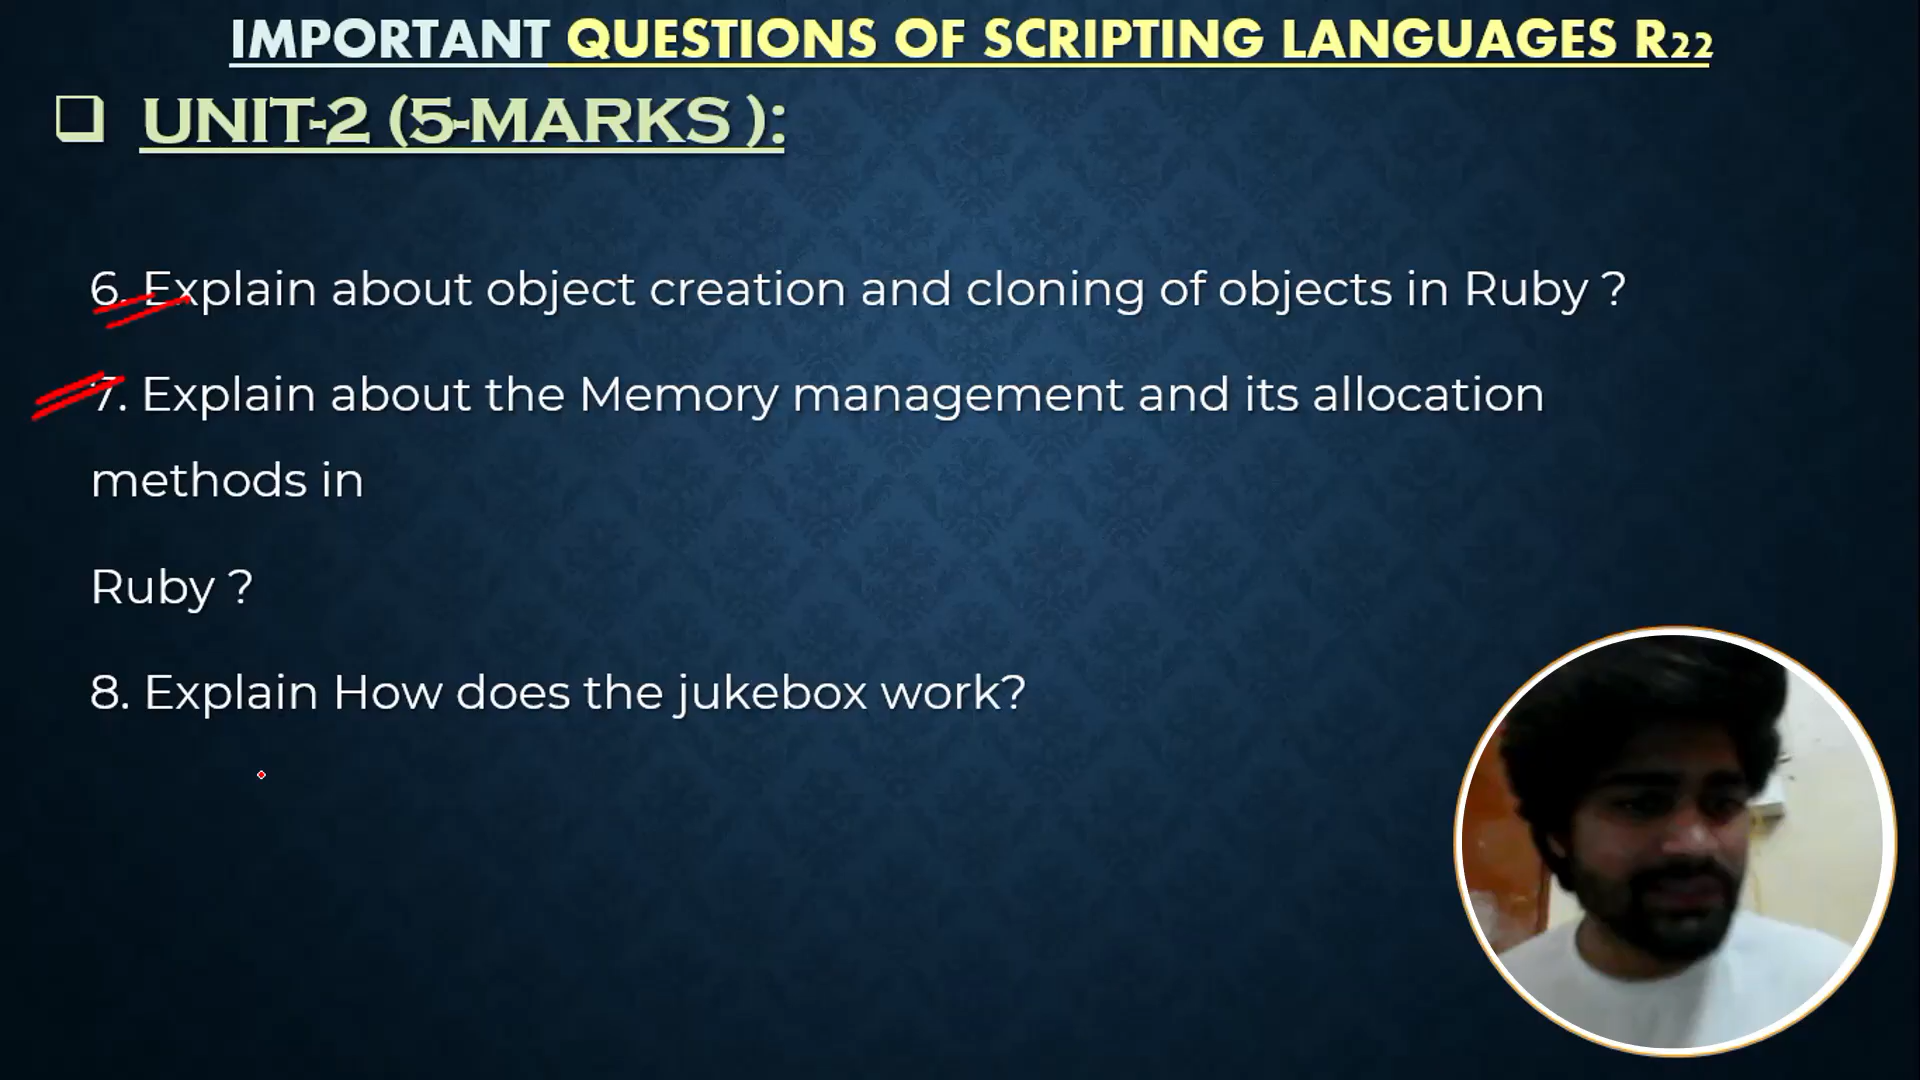 IMPORTANT QUESTIONS OF SCRIPTING LANGUAGES R22
UNIT-2 (5-MARKS ):
6. Explain about object creation and cloning of objects in Ruby ?
7. Explain about the Memory management and its allocation
methods in
Ruby ?
8. Explain How does the jukebox work?